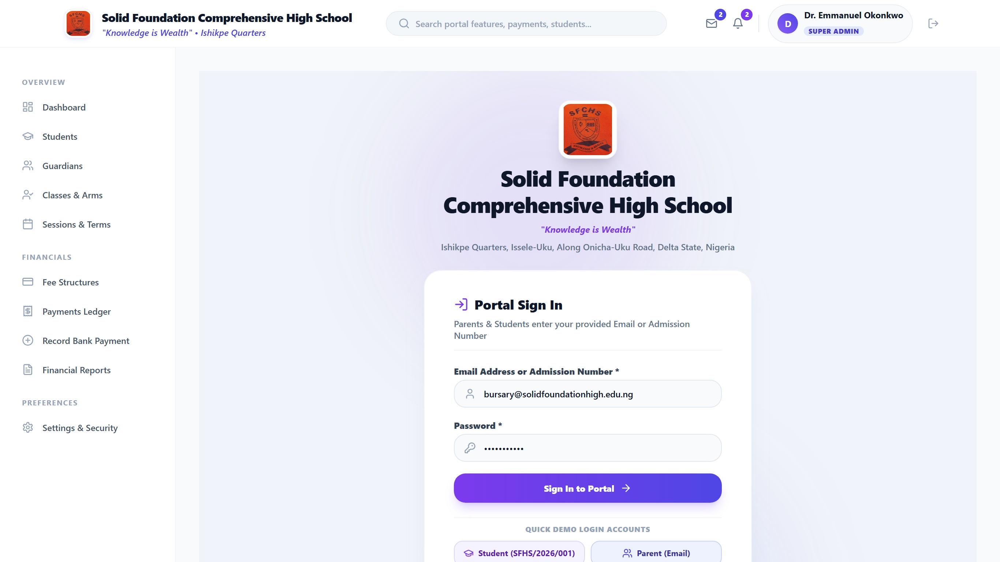 SFCHS
Solid Foundation Comprehensive High School
"Knowledge is Wealth" • Ishikpe Quarters
Search portal features, payments, students...
2
2
D
Dr. Emmanuel Okonkwo
SUPER ADMIN
OVERVIEW
Dashboard
Students
Guardians
Classes & Arms
Sessions & Terms
FINANCIALS
Fee Structures
Payments Ledger
Record Bank Payment
Financial Reports
PREFERENCES
Settings & Security
SFCHS
HIGH SCHOOL
KNOWLEDGE IS WEALTH
Solid Foundation
Comprehensive High School
"Knowledge is Wealth"
Ishikpe Quarters, Issele-Uku, Along Onicha-Uku Road, Delta State, Nigeria
Portal Sign In
Parents & Students enter your provided Email or Admission
Number
Email Address or Admission Number *
bursary@solidfoundationhigh.edu.ng
Password *
•••••••••••
Sign In to Portal
QUICK DEMO LOGIN ACCOUNTS
Student (SFHS/2026/001)
Parent (Email)